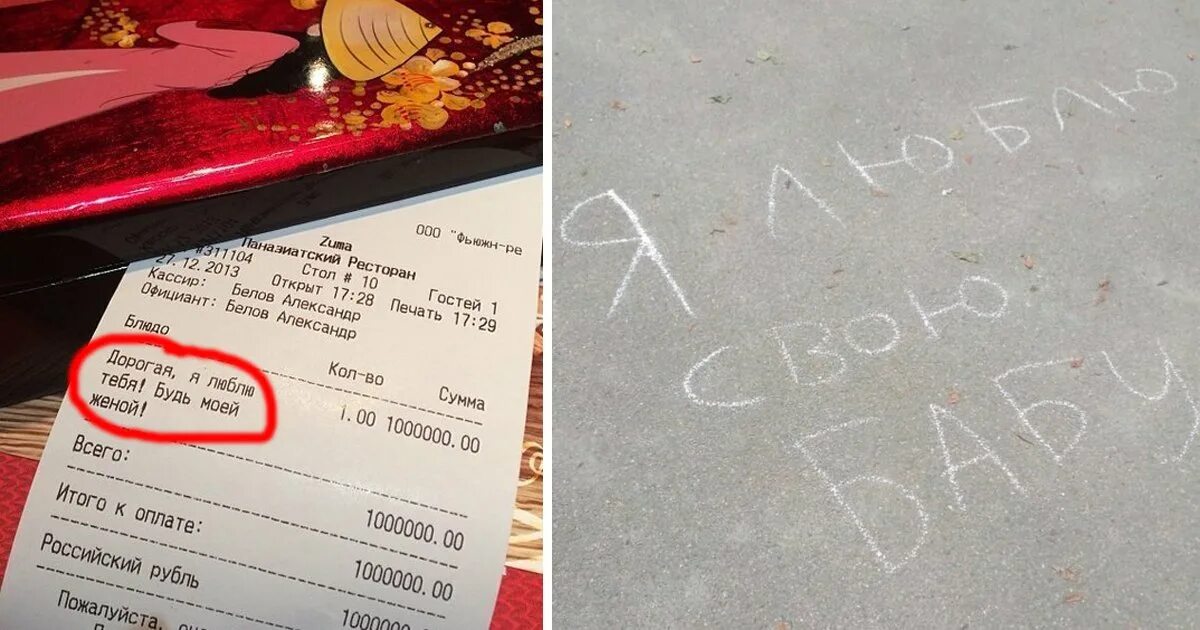 Zuma
ООО "Фьюжн-ре
Паназиатский Ресторан
#311104 Стол # 10
27.12.2013 Открыт 17:28 Гостей 1
Кассир: Белов Александр Печать 17:29
Официант: Белов Александр
Блюдо Кол-во Сумма
Дорогая, я люблю
тебя! Будь моей
женой! 1.00 1000000.00
Всего: 1000000.00
Итого к оплате: 1000000.00
Российский рубль 1000000.00
Пожалуйста,
Я ЛЮБЛЮ
СВОЮ
БАБУ